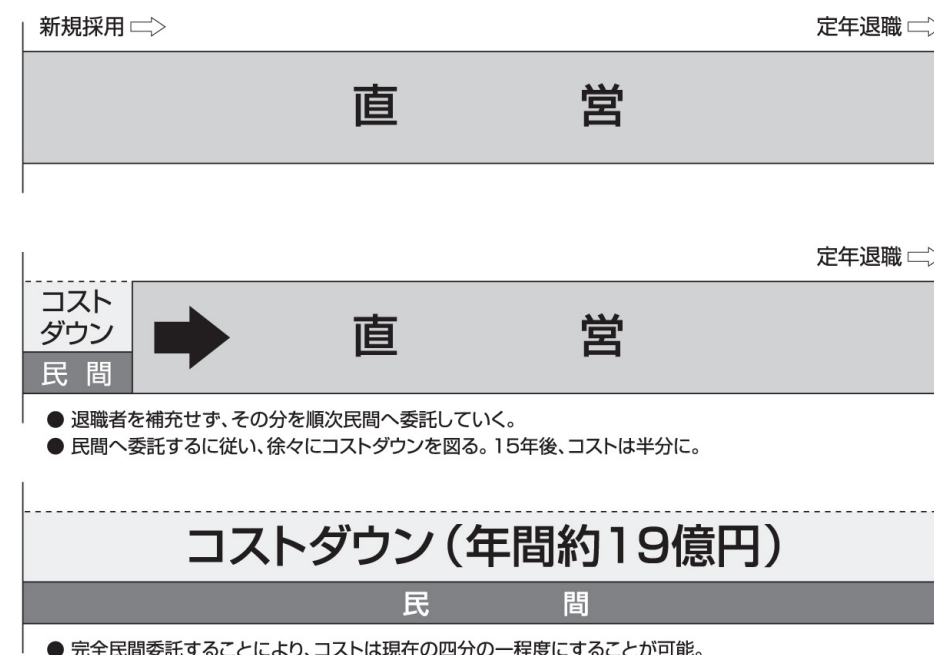 新規採用⇨ 定年退職⇨
直 営
定年退職⇨
コスト
ダウン
直 営
民 間
● 退職者を補充せず、その分を順次民間へ委託していく。
● 民間へ委託するに従い、徐々にコストダウンを図る。15年後、コストは半分に。
コストダウン(年間約19億円)
民 間
● 完全民間委託することにより、コストは現在の四分の一程度にすることが可能。